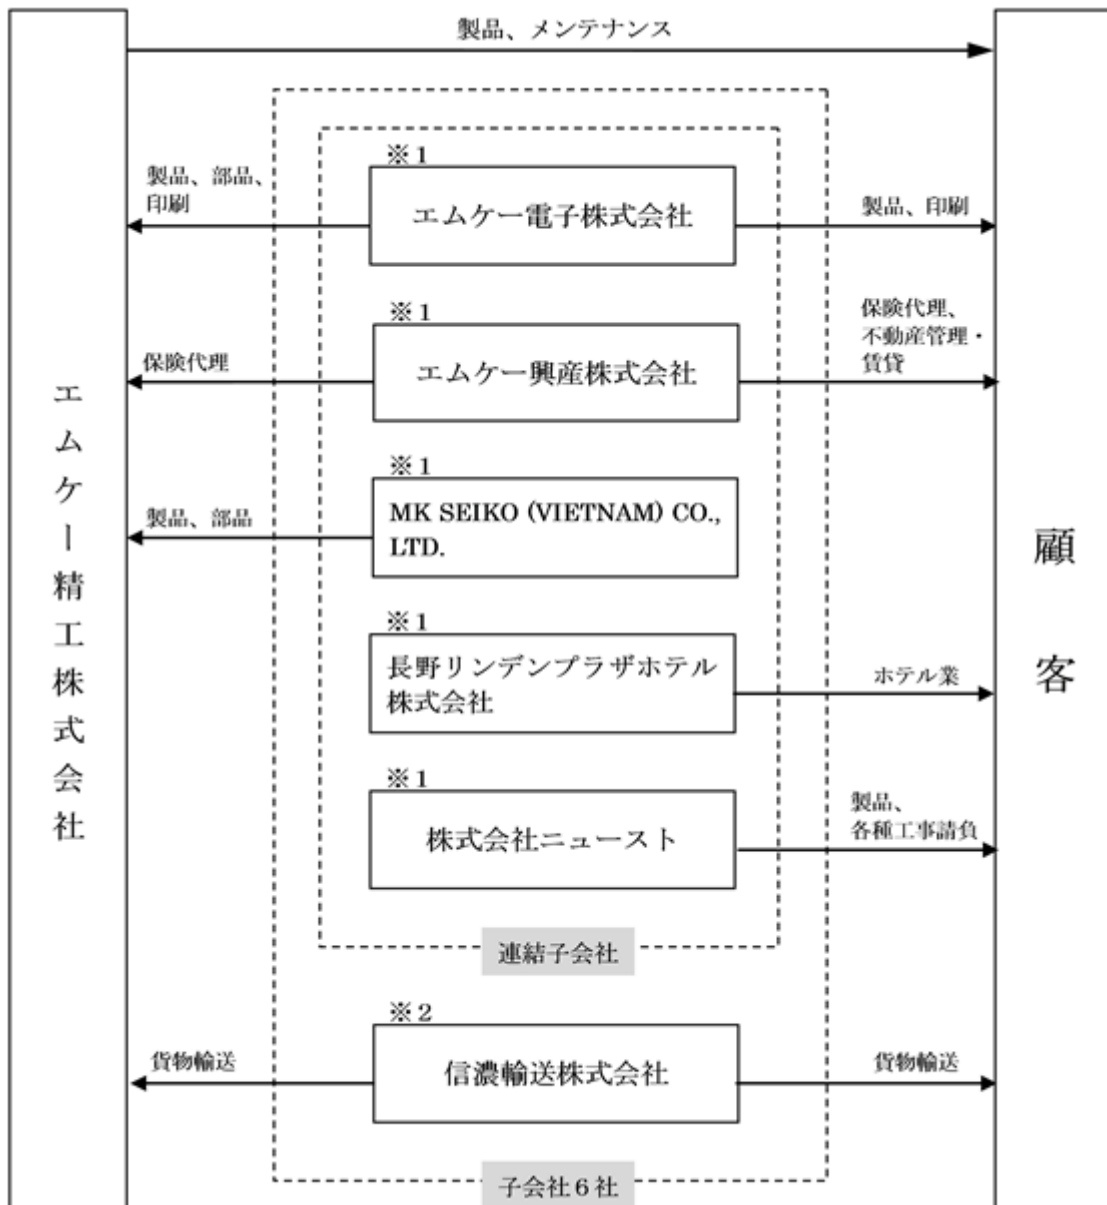 製品、メンテナンス
※1
製品、部品、
印刷
エムケー電子株式会社
製品、印刷
※1
保険代理
エムケー興産株式会社
保険代理、
不動産管理・
賃貸
エムケー精工株式会社
※1
製品、部品
MK SEIKO (VIETNAM) CO.,
LTD.
顧客
※1
長野リンデンプラザホテル
株式会社
ホテル業
※1
株式会社ニュースト
製品、
各種工事請負
連結子会社
※2
貨物輸送
信濃輸送株式会社
貨物輸送
子会社6社